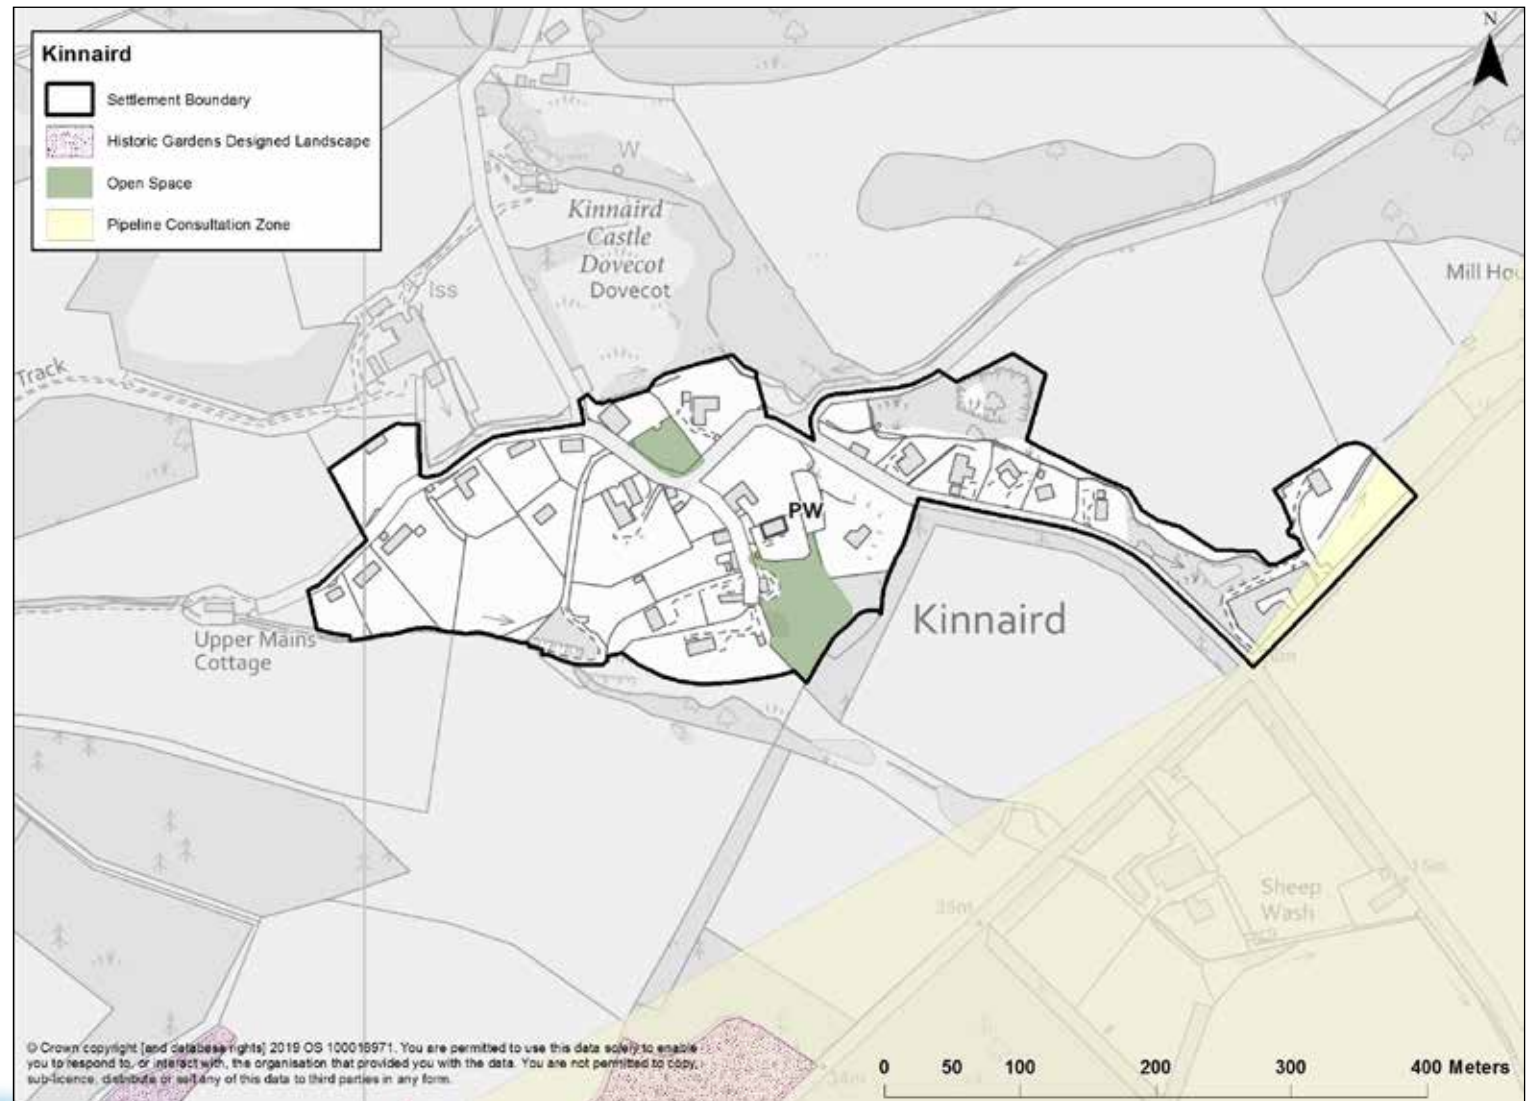 Kinnaird
Settlement Boundary
Historic Gardens Designed Landscape
Open Space
Pipeline Consultation Zone
N
W
Kinnaird
Castle
Dovecot
Dovecot
Iss
Mill Hou
Track
PW
Kinnaird
Upper Mains
Cottage
Sheep
Wash
15m
35m
34m
© Crown copyright [and database rights] 2019 OS 100016971. You are permitted to use this data solely to enable
you to respond to, or interact with, the organisation that provided you with the data. You are not permitted to copy,
sub-licence, distribute or sell any of this data to third parties in any form.
0 50 100 200 300 400 Meters